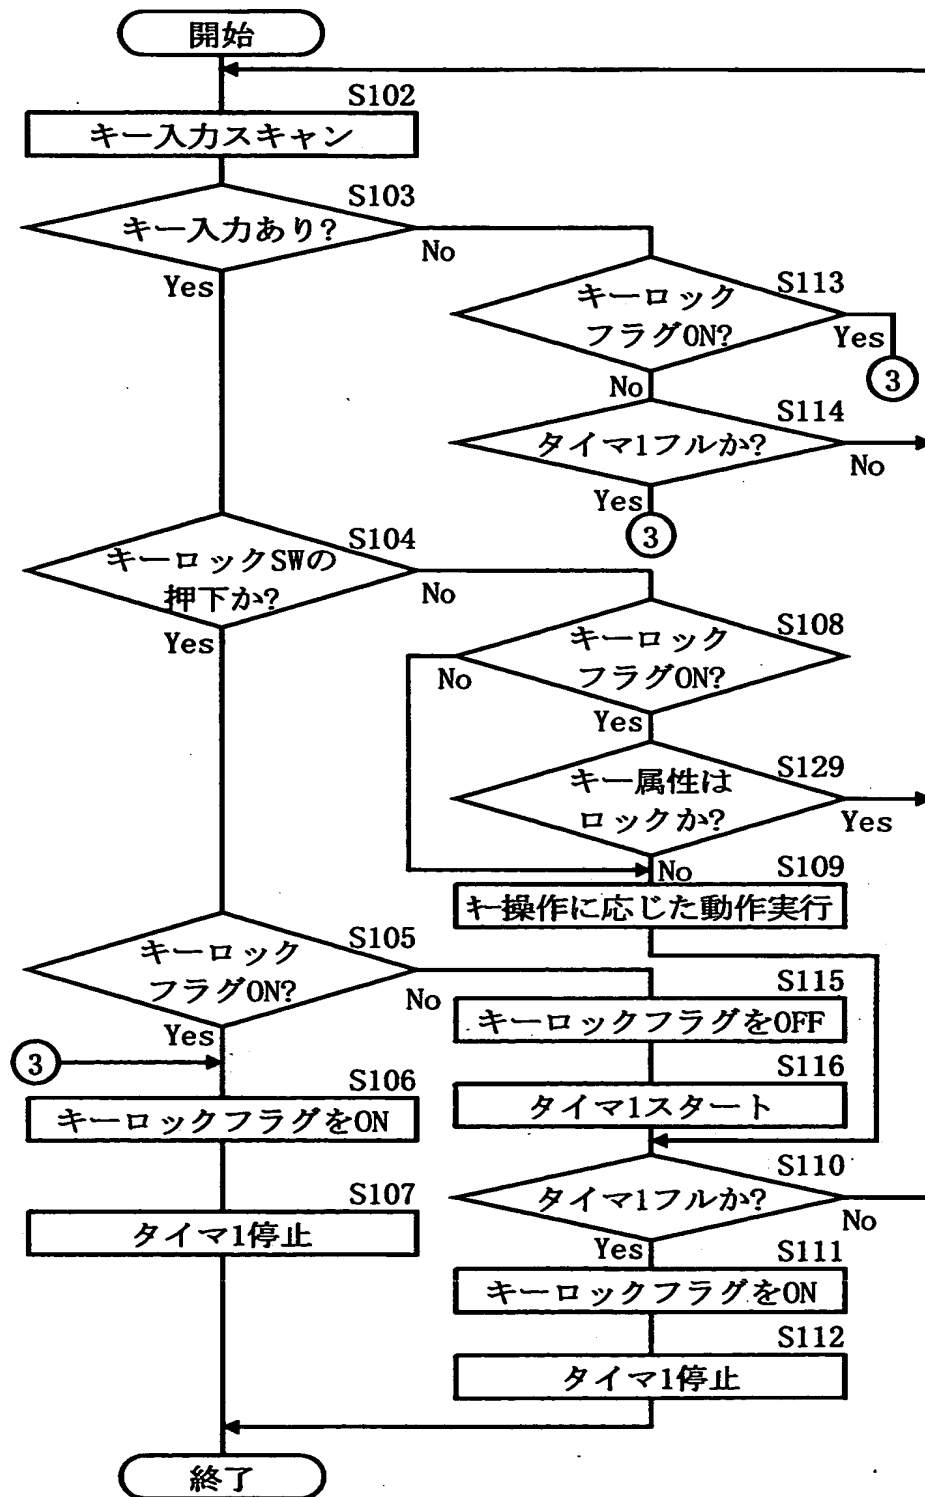 開始
S102
キー入力スキャン
S103
キー入力あり?
No
Yes
S113
キーロック
フラグON?
Yes
3
No
S114
タイマ1フルか?
No
Yes
3
S104
キーロックSWの
押下か?
No
Yes
S108
キーロック
フラグON?
No
Yes
S129
キー属性は
ロックか?
Yes
No
S109
キー操作に応じた動作実行
S105
キーロック
フラグON?
No
Yes
S115
キーロックフラグをOFF
3
S106
キーロックフラグをON
S116
タイマ1スタート
S107
タイマ1停止
S110
タイマ1フルか?
No
Yes
S111
キーロックフラグをON
S112
タイマ1停止
終了